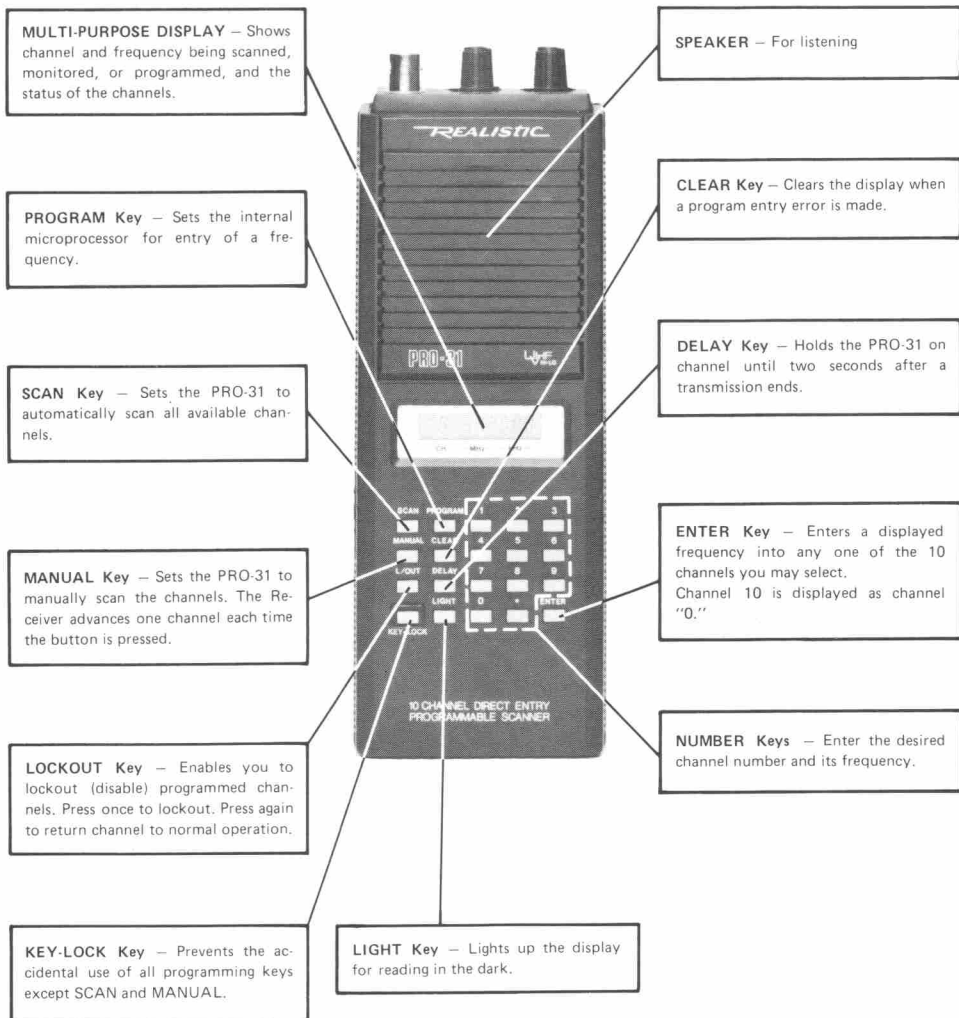 MULTI-PURPOSE DISPLAY – Shows
channel and frequency being scanned,
monitored, or programmed, and the
status of the channels.
PROGRAM Key – Sets the internal
microprocessor for entry of a fre-
quency.
SCAN Key – Sets the PRO-31 to
automatically scan all available chan-
nels.
MANUAL Key – Sets the PRO-31 to
manually scan the channels. The Re-
ceiver advances one channel each time
the button is pressed.
LOCKOUT Key – Enables you to
lockout (disable) programmed chan-
nels. Press once to lockout. Press again
to return channel to normal operation.
KEY-LOCK Key – Prevents the ac-
cidental use of all programming keys
except SCAN and MANUAL.
REALISTIC
PRO-31
CH MHz
SCAN PROGRAM 1 2 3
MANUAL CLEAR 4 5 6
L/OUT DELAY 7 8 9
LIGHT 0 • ENTER
KEY-LOCK
10 CHANNEL DIRECT ENTRY
PROGRAMMABLE SCANNER
LIGHT Key – Lights up the display
for reading in the dark.
SPEAKER – For listening
CLEAR Key – Clears the display when
a program entry error is made.
DELAY Key – Holds the PRO-31 on
channel until two seconds after a
transmission ends.
ENTER Key – Enters a displayed
frequency into any one of the 10
channels you may select.
Channel 10 is displayed as channel
"0."
NUMBER Keys – Enter the desired
channel number and its frequency.